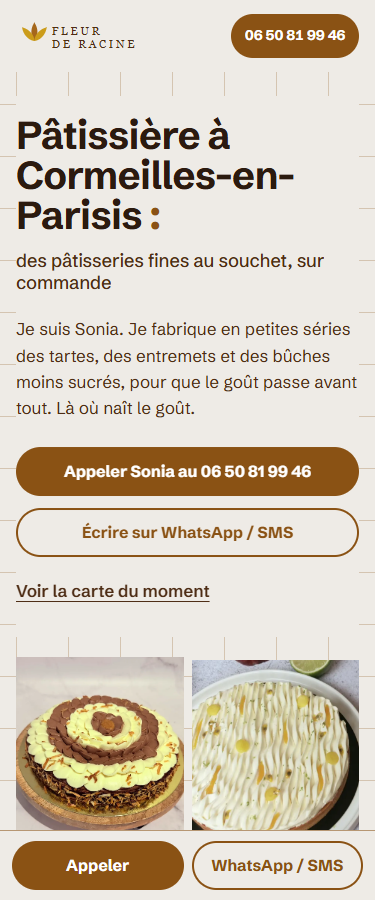 FLEUR
DE RACINE
06 50 81 99 46
Pâtissière à
Cormeilles-en-
Parisis :
des pâtisseries fines au souchet, sur
commande
Je suis Sonia. Je fabrique en petites séries
des tartes, des entremets et des bûches
moins sucrés, pour que le goût passe avant
tout. Là où naît le goût.
Appeler Sonia au 06 50 81 99 46
Écrire sur WhatsApp / SMS
Voir la carte du moment
Appeler
WhatsApp / SMS